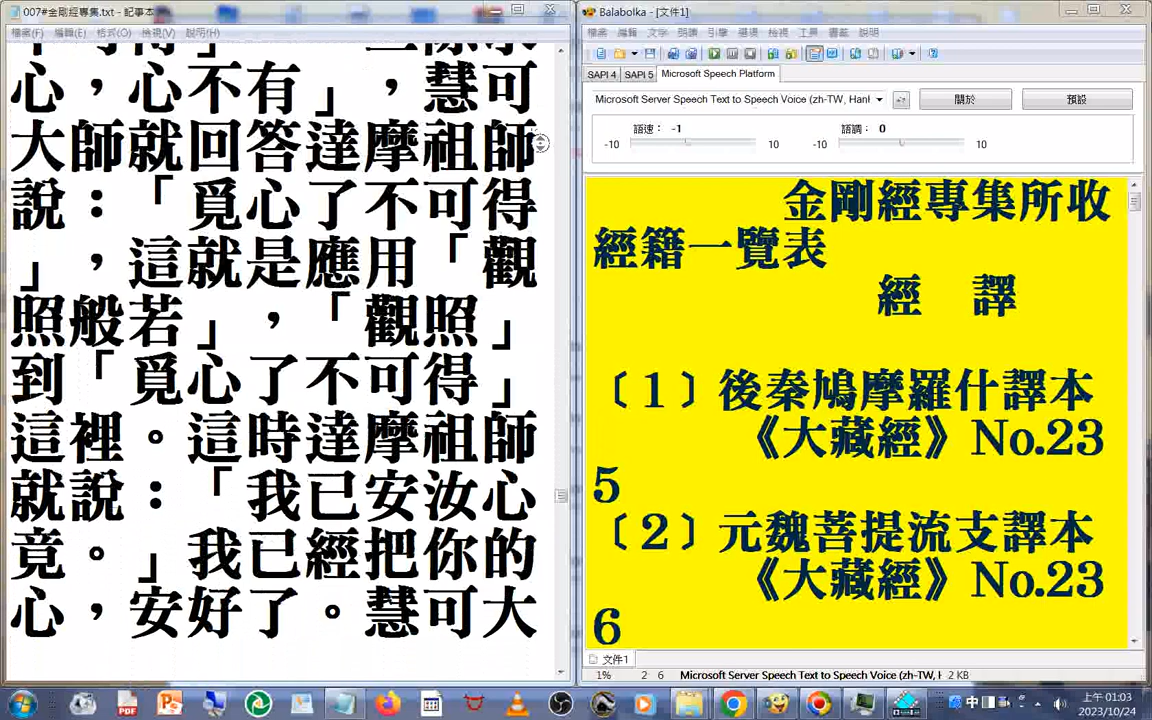 007#金剛經專集.txt - 記事本
檔案(F) 編輯(E) 格式(O) 檢視(V) 說明(H)
心，心不有」，慧可
大師就回答達摩祖師
說：「覓心了不可得
」，這就是應用「觀
照般若」，「觀照」
到「覓心了不可得」
這裡。這時達摩祖師
就說：「我已安汝心
竟。」我已經把你的
心，安好了。慧可大
Balabolka - [文件1]
檔案 編輯 文字 朗讀 引擎 選項 檢視 工具 書籤 說明
SAPI 4 SAPI 5 Microsoft Speech Platform
Microsoft Server Speech Text to Speech Voice (zh-TW, Hanl
關於 預設
語速： -1 語調： 0
-10 10 -10 10
金剛經專集所收
經籍一覽表
經 譯
〔１〕後秦鳩摩羅什譯本
《大藏經》No.23
5
〔２〕元魏菩提流支譯本
《大藏經》No.23
6
文件1
1% 2: 6 Microsoft Server Speech Text to Speech Voice (zh-TW, H 2 KB
PDF
中
上午 01:03
2023/10/24